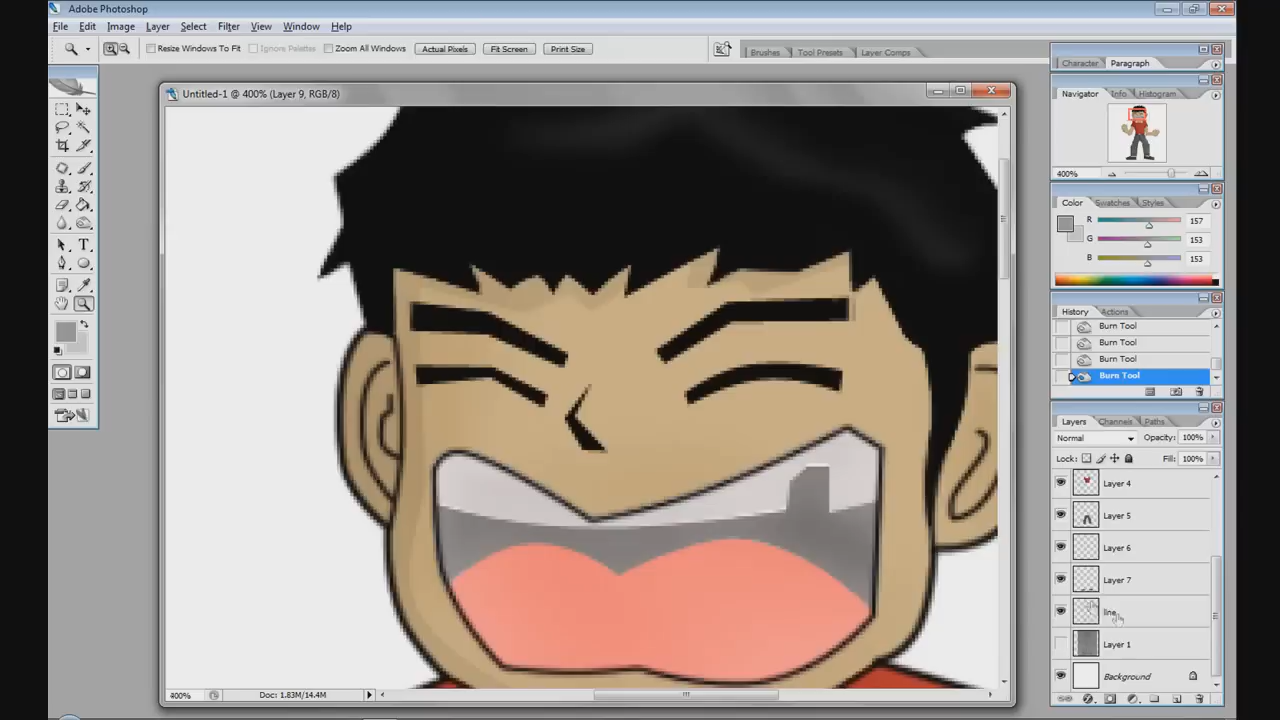 Adobe Photoshop
File Edit Image Layer Select Filter View Window Help
Resize Windows To Fit Ignore Palettes Zoom All Windows Actual Pixels Fit Screen Print Size Brushes Tool Presets Layer Comps
Character Paragraph
Untitled-1 @ 400% (Layer 9, RGB/8)
Navigator Info Histogram
400%
Color Swatches Styles
R 157
G 153
B 153
History Actions
Burn Tool
Burn Tool
Burn Tool
Burn Tool
Layers Channels Paths
Normal Opacity: 100%
Lock: Fill: 100%
Layer 4
Layer 5
Layer 6
Layer 7
line
Layer 1
Background
400% Doc: 1.83M/14.4M